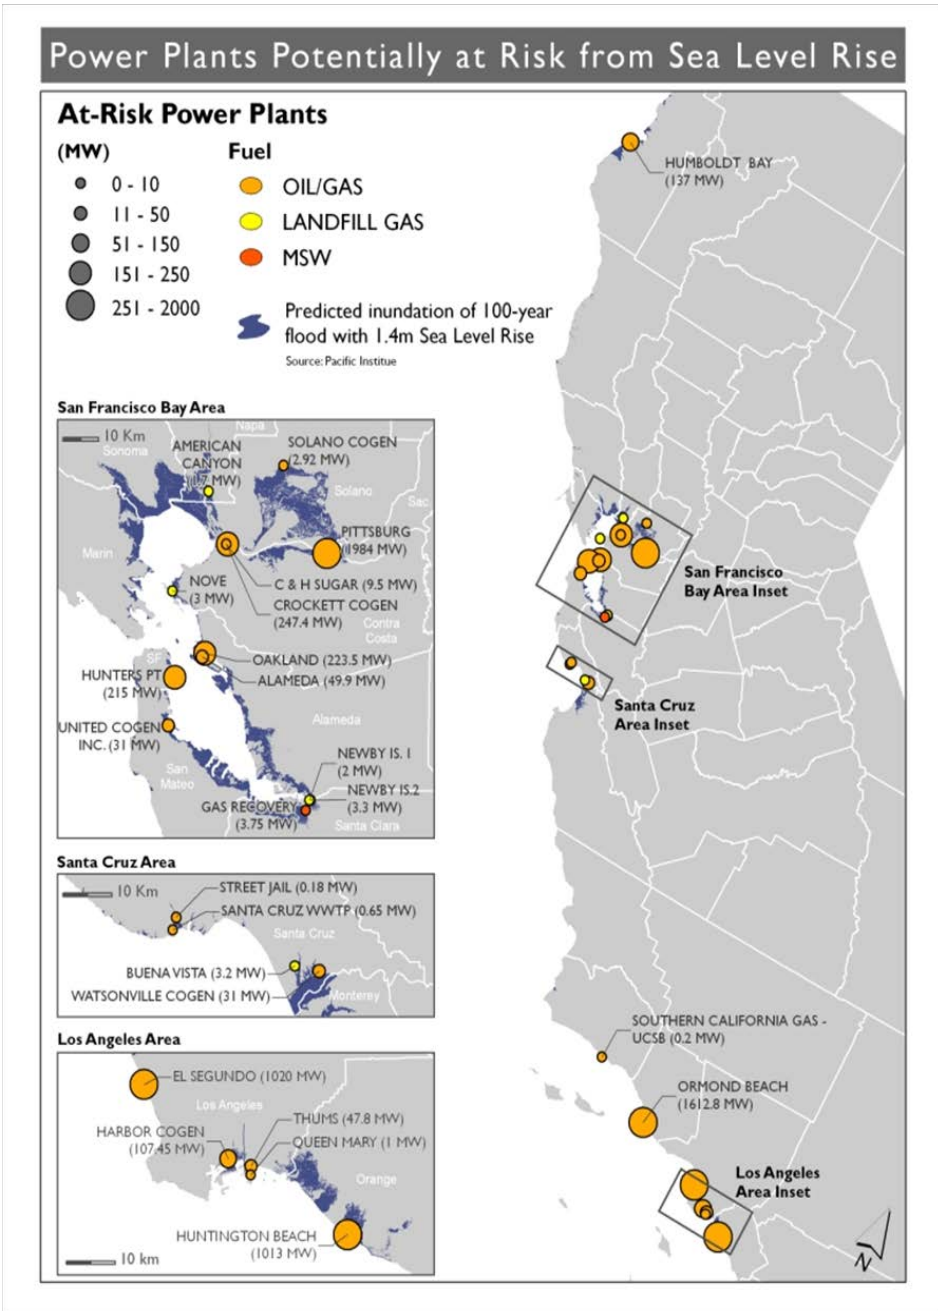 Power Plants Potentially at Risk from Sea Level Rise
At-Risk Power Plants
(MW)
0 - 10
11 - 50
51 - 150
151 - 250
251 - 2000
Fuel
OIL/GAS
LANDFILL GAS
MSW
Predicted inundation of 100-year
flood with 1.4m Sea Level Rise
Source: Pacific Institue
HUMBOLDT BAY
(137 MW)
San Francisco
Bay Area Inset
Santa Cruz
Area Inset
SOUTHERN CALIFORNIA GAS -
UCSB (0.2 MW)
ORMOND BEACH
(1612.8 MW)
Los Angeles
Area Inset
N
San Francisco Bay Area
10 Km
Napa
Sonoma
AMERICAN
CANYON
(1.7 MW)
SOLANO COGEN
(2.92 MW)
Solano
Sac
PITTSBURG
(1984 MW)
Marin
NOVE
(3 MW)
C & H SUGAR (9.5 MW)
CROCKETT COGEN
(247.4 MW)
Contra
Costa
SF
OAKLAND (223.5 MW)
ALAMEDA (49.9 MW)
HUNTERS PT
(215 MW)
Alameda
UNITED COGEN
INC. (31 MW)
San
Mateo
NEWBY IS. 1
(2 MW)
NEWBY IS.2
(3.3 MW)
GAS RECOVERY
(3.75 MW)
Santa Clara
Santa Cruz Area
10 Km
STREET JAIL (0.18 MW)
SANTA CRUZ WWTP (0.65 MW)
Santa Cruz
BUENA VISTA (3.2 MW)
WATSONVILLE COGEN (31 MW)
Monterey
Los Angeles Area
EL SEGUNDO (1020 MW)
Los Angeles
THUMS (47.8 MW)
HARBOR COGEN
(107.45 MW)
QUEEN MARY (1 MW)
Orange
HUNTINGTON BEACH
(1013 MW)
10 km